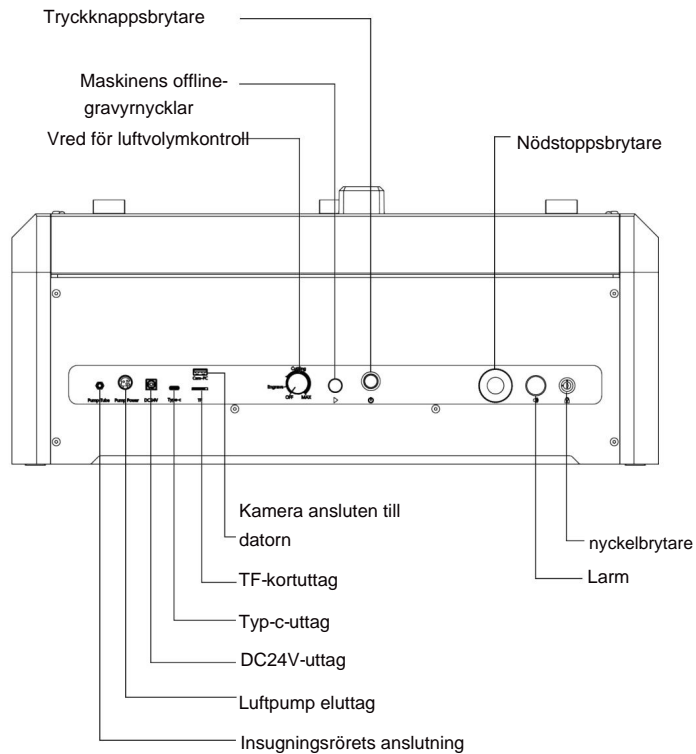 Tryckknappsbrytare
Maskinens offline-
gravyrnycklar
Vred för luftvolymkontroll
Nödstoppsbrytare
Cutting
Engrave
OFF
MAX
Cam-PC
Pump Tube
Pump Power
DC24V
Type-c
TF
Kamera ansluten till
datorn
nyckelbrytare
TF-kortuttag
Larm
Typ-c-uttag
DC24V-uttag
Luftpump eluttag
Insugningsrörets anslutning